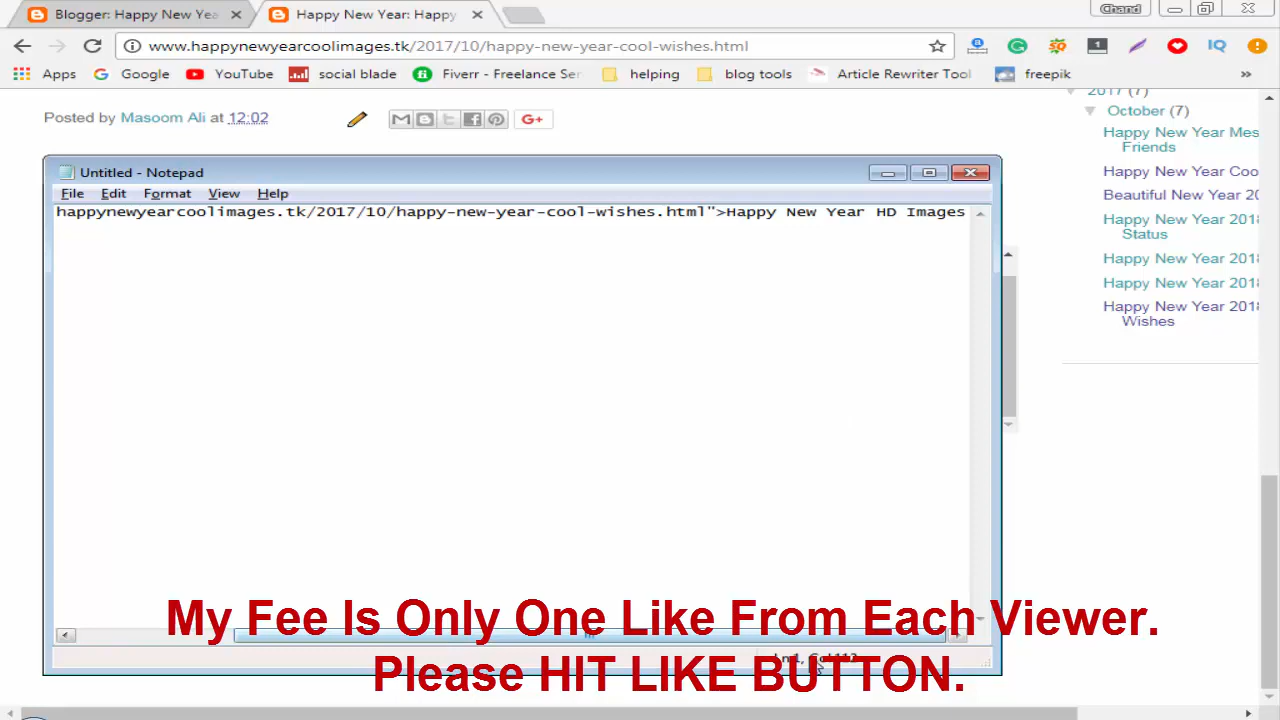 Blogger: Happy New Yea
Happy New Year: Happy
Chand
www.happynewyearcoolimages.tk/2017/10/happy-new-year-cool-wishes.html
Apps
Google
YouTube
social blade
Fiverr - Freelance Ser
helping
blog tools
Article Rewriter Tool
freepik
»
Posted by Masoom Ali at 12:02
G+
2017 (7)
October (7)
Happy New Year Mes
Friends
Happy New Year Coo
Beautiful New Year 20
Happy New Year 2018
Status
Happy New Year 2018
Happy New Year 2018
Happy New Year 2018
Wishes
Untitled - Notepad
File Edit Format View Help
happynewyearcoolimages.tk/2017/10/happy-new-year-cool-wishes.html">Happy New Year HD Images
My Fee Is Only One Like From Each Viewer.
Please HIT LIKE BUTTON.